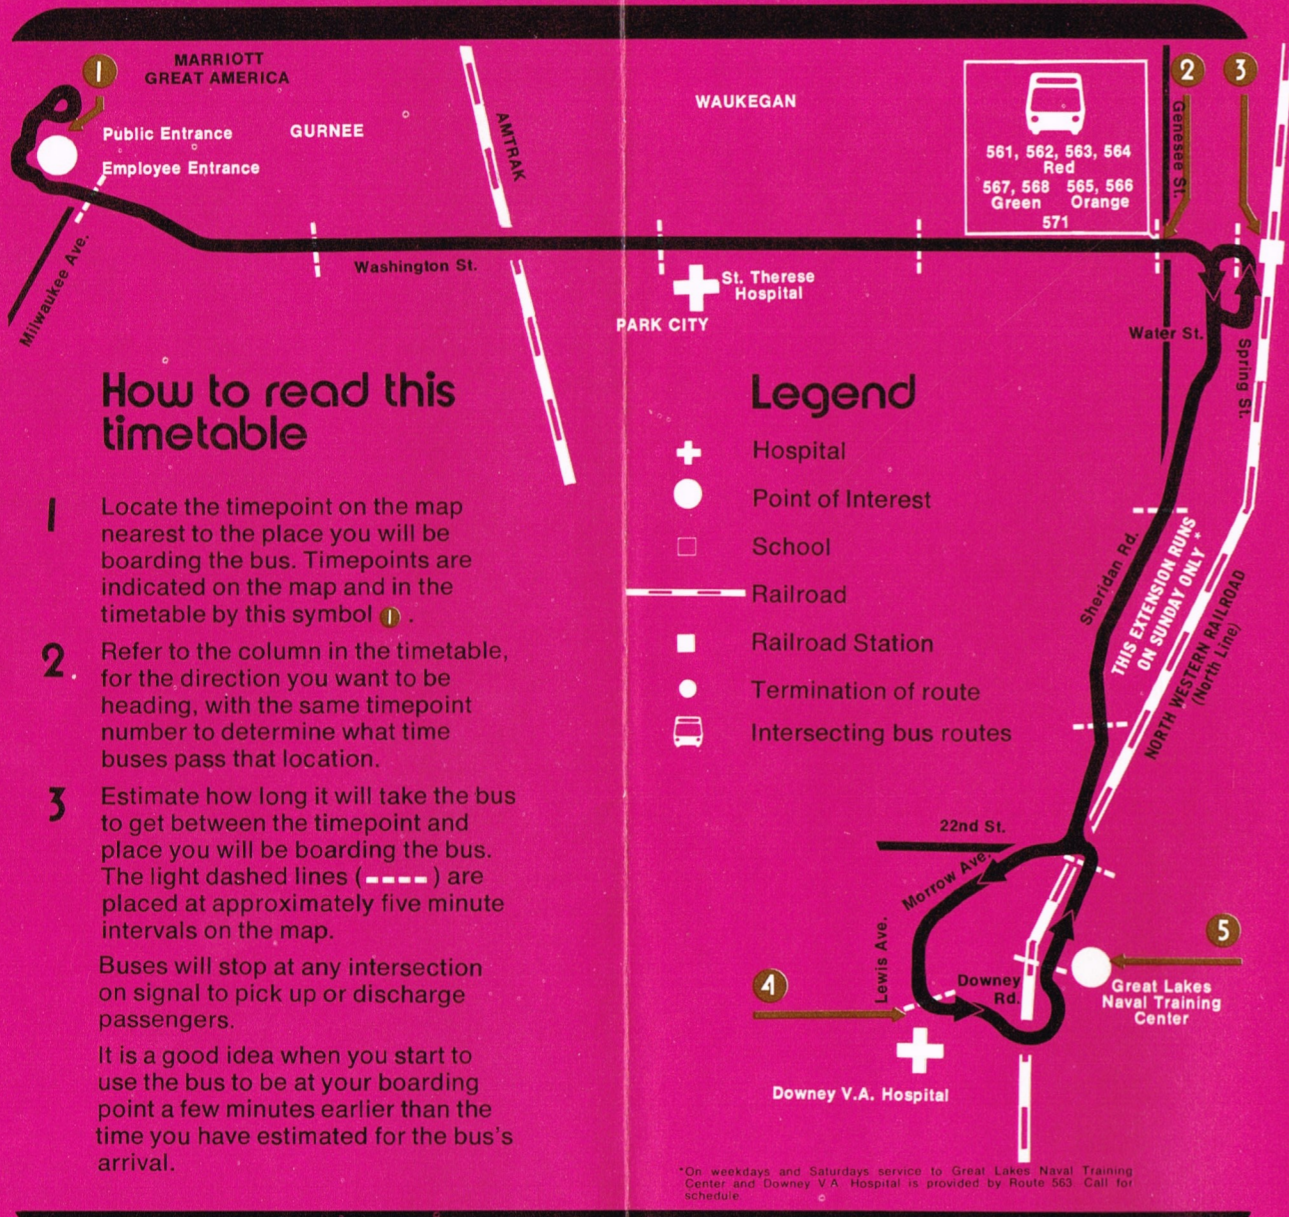 1
MARRIOTT
GREAT AMERICA
Public Entrance
Employee Entrance
GURNEE
AMTRAK
WAUKEGAN
561, 562, 563, 564
Red
567, 568 565, 566
Green Orange
571
Genesee St.
2
3
Milwaukee Ave.
Washington St.
St. Therese
Hospital
PARK CITY
Water St.
Spring St.
How to read this
timetable
1 Locate the timepoint on the map
nearest to the place you will be
boarding the bus. Timepoints are
indicated on the map and in the
timetable by this symbol 1 .
2 Refer to the column in the timetable,
for the direction you want to be
heading, with the same timepoint
number to determine what time
buses pass that location.
3 Estimate how long it will take the bus
to get between the timepoint and
place you will be boarding the bus.
The light dashed lines (----) are
placed at approximately five minute
intervals on the map.
Buses will stop at any intersection
on signal to pick up or discharge
passengers.
It is a good idea when you start to
use the bus to be at your boarding
point a few minutes earlier than the
time you have estimated for the bus's
arrival.
Legend
Hospital
Point of Interest
School
Railroad
Railroad Station
Termination of route
Intersecting bus routes
Sheridan Rd.
THIS EXTENSION RUNS
ON SUNDAY ONLY *
NORTH WESTERN RAILROAD
(North Line)
22nd St.
Morrow Ave.
Lewis Ave.
Downey
Rd.
4
5
Great Lakes
Naval Training
Center
Downey V.A. Hospital
*On weekdays and Saturdays service to Great Lakes Naval Training
Center and Downey V.A. Hospital is provided by Route 563. Call for
schedule.